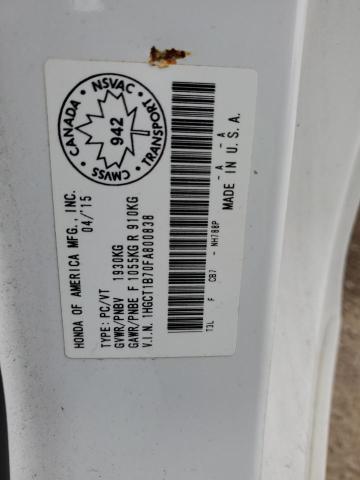 HONDA OF AMERICA MFG., INC.
04/15
TYPE: PC/VT
GVWR/PNBV 1930KG
GAWR/PNBE F 1055KG R 910KG
V.I.N. 1HGCT1B70FA800838
CANADA
NSVAC
TRANSPORT
CMVSS
942
T3L F CB7 - NH788P - A - A
MADE IN U.S.A.